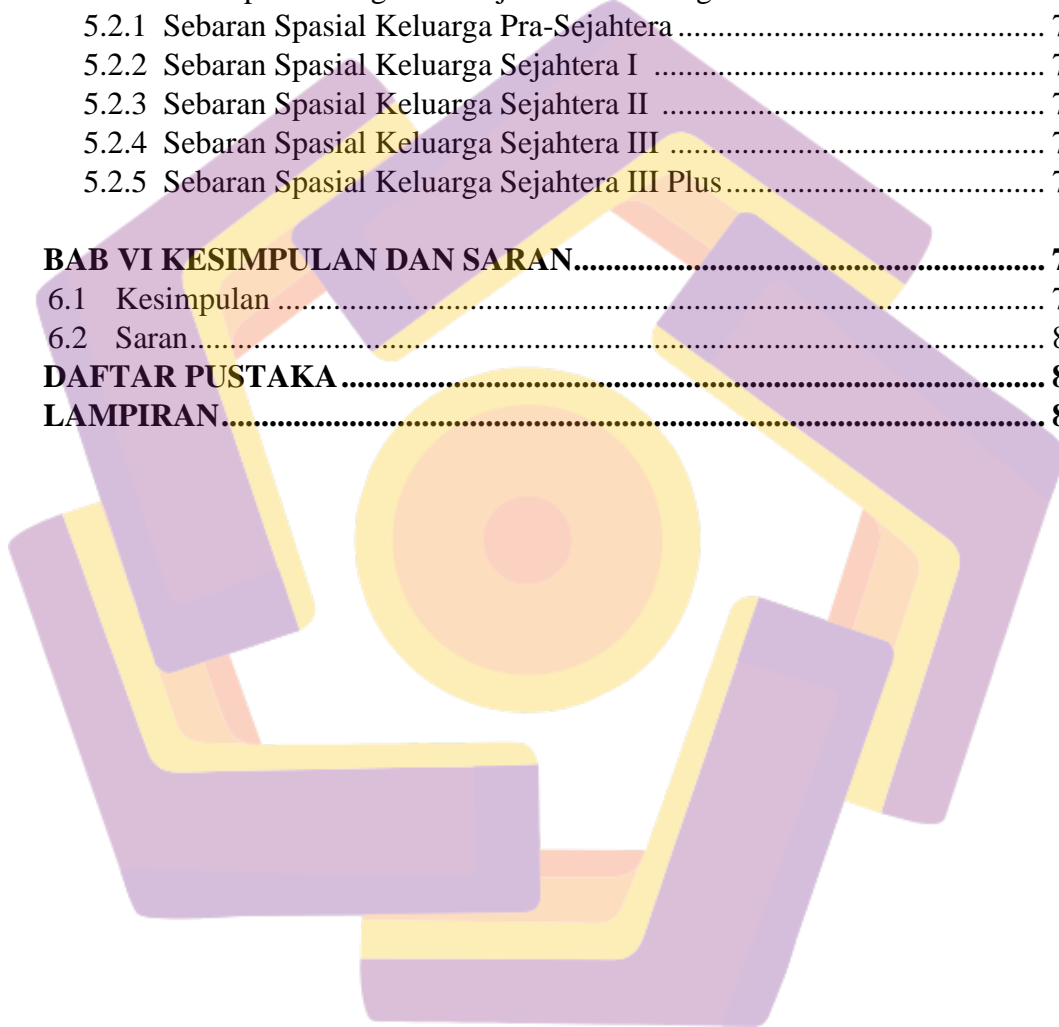 5.2.1 Sebaran Spasial Keluarga Pra-Sejahtera ........................................................ 7
5.2.2 Sebaran Spasial Keluarga Sejahtera I ........................................................ 7
5.2.3 Sebaran Spasial Keluarga Sejahtera II ........................................................ 7
5.2.4 Sebaran Spasial Keluarga Sejahtera III ........................................................ 7
5.2.5 Sebaran Spasial Keluarga Sejahtera III Plus ........................................................ 7
BAB VI KESIMPULAN DAN SARAN ........................................................ 7
6.1 Kesimpulan ........................................................ 7
6.2 Saran ........................................................ 8
DAFTAR PUSTAKA ........................................................ 8
LAMPIRAN ........................................................ 8